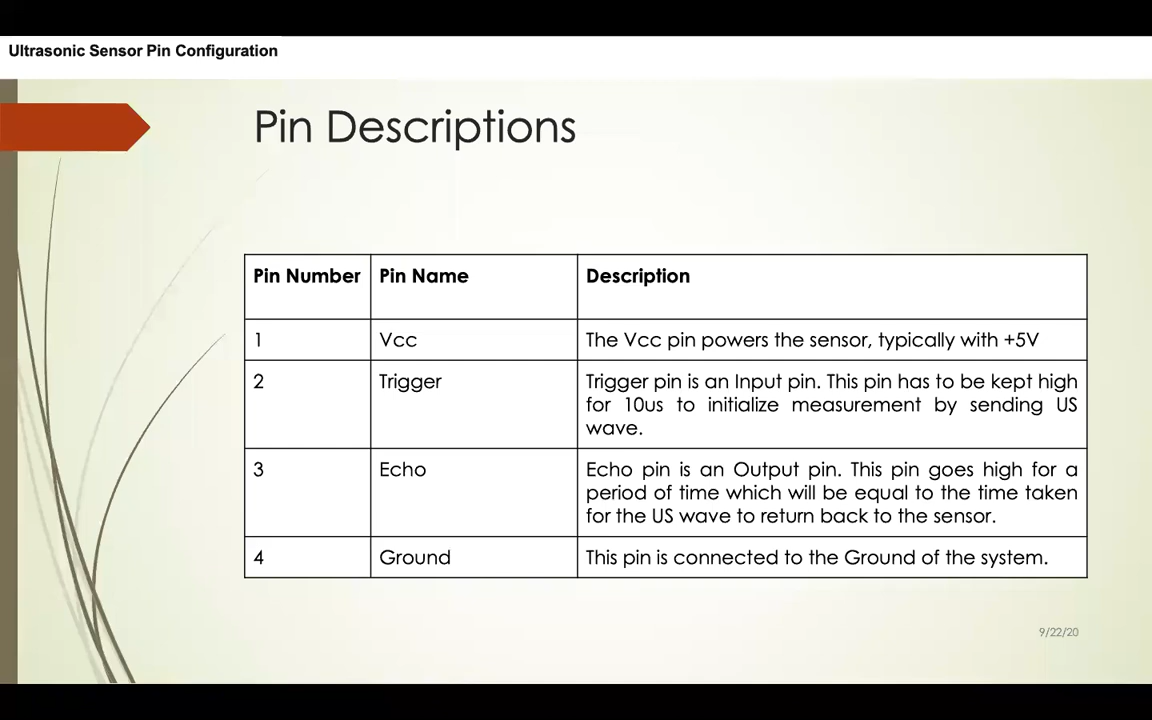 Ultrasonic Sensor Pin Configuration
Pin Descriptions
Pin Number Pin Name Description
1 Vcc The Vcc pin powers the sensor, typically with +5V
2 Trigger Trigger pin is an Input pin. This pin has to be kept high
for 10us to initialize measurement by sending US
wave.
3 Echo Echo pin is an Output pin. This pin goes high for a
period of time which will be equal to the time taken
for the US wave to return back to the sensor.
4 Ground This pin is connected to the Ground of the system.
9/22/20